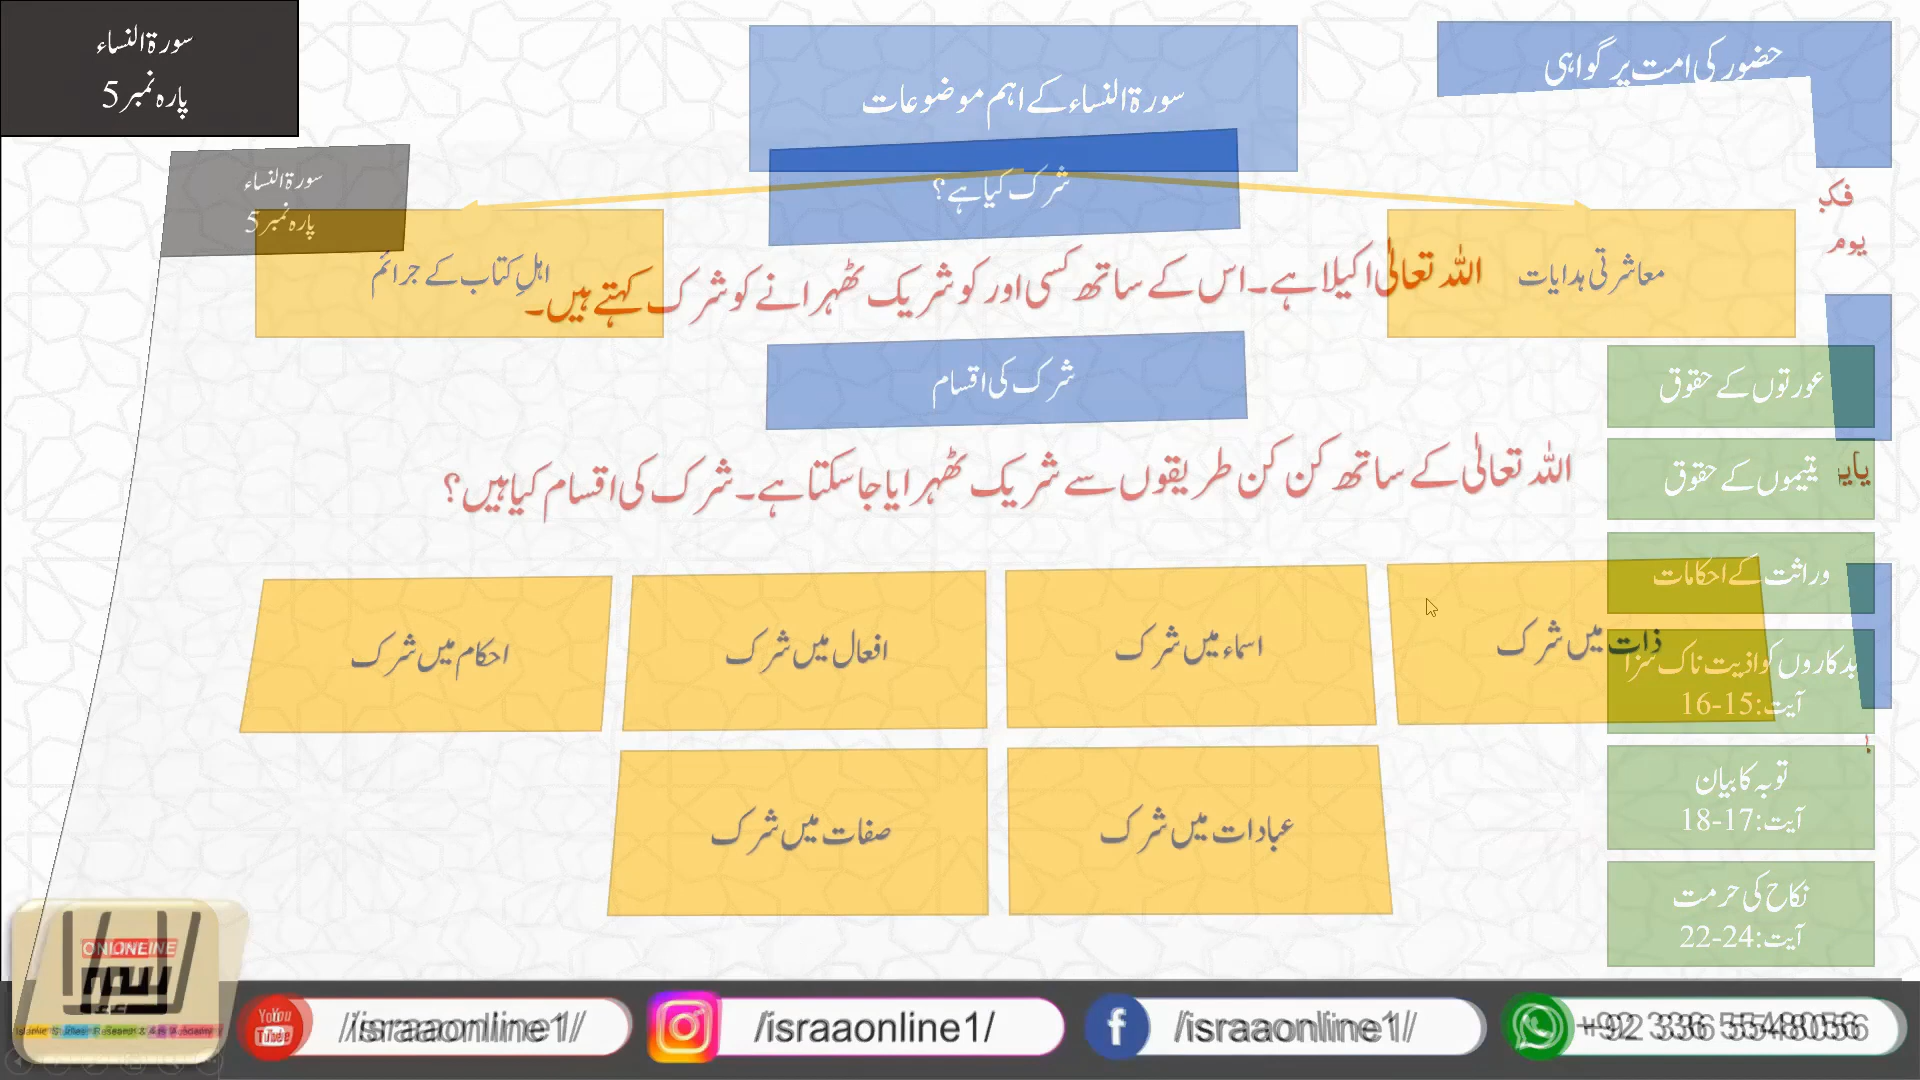 سورۃ النساء
پارہ نمبر 5
سورۃ النساء کے اہم موضوعات
حضور کی امت پر گواہی
سورۃ النساء
پارہ نمبر 5
شرک کیا ہے؟
یوم
معاشرتی ہدایات
اہلِ کتاب کے جرائم
اللہ تعالٰی اکیلا ہے۔ اس کے ساتھ کسی اور کو شریک ٹھہرانے کو شرک کہتے ہیں۔
شرک کی اقسام
عورتوں کے حقوق
اللہ تعالٰی کے ساتھ کن کن طریقوں سے شریک ٹھہرایا جاسکتا ہے۔ شرک کی اقسام کیا ہیں؟
یتیموں کے حقوق
وراثت کے احکامات
ذات میں شرک
اسماء میں شرک
افعال میں شرک
احکام میں شرک
بدکاروں کو اذیت ناک سزا
آیت:15-16
توبہ کا بیان
آیت:17-18
عبادات میں شرک
صفات میں شرک
نکاح کی حرمت
آیت:22-24
/israaonline1/
/israaonline1/
/israaonline1/
+92 336 5548056